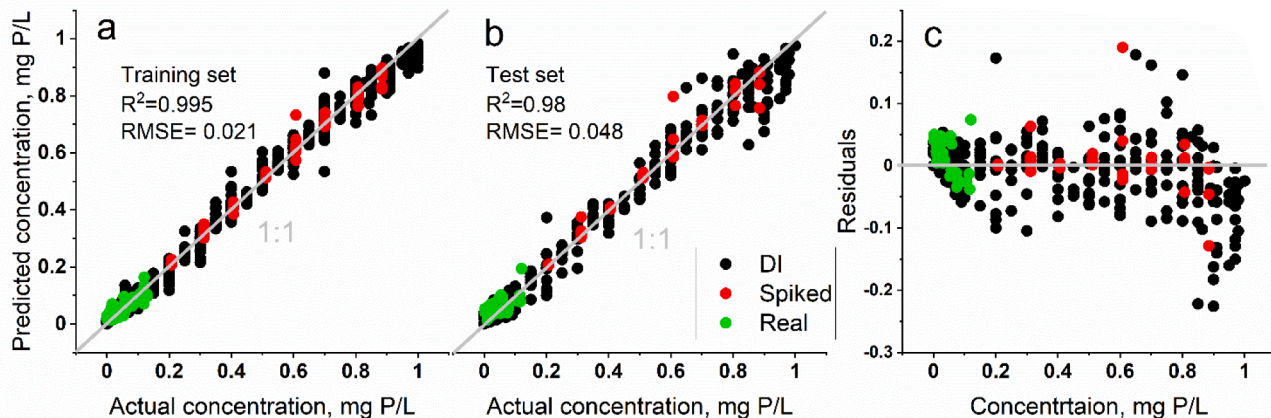 Predicted concentration, mg P/L
1
0.8
0.6
0.4
0.2
0
a
Training set
R²=0.995
RMSE= 0.021
1:1
0 0.2 0.4 0.6 0.8 1
Actual concentration, mg P/L
b
Test set
R²=0.98
RMSE= 0.048
1:1
DI
Spiked
Real
0 0.2 0.4 0.6 0.8 1
Actual concentration, mg P/L
c
Residuals
0.2
0.1
0
-0.1
-0.2
-0.3
0 0.2 0.4 0.6 0.8 1
Concentrtaion, mg P/L